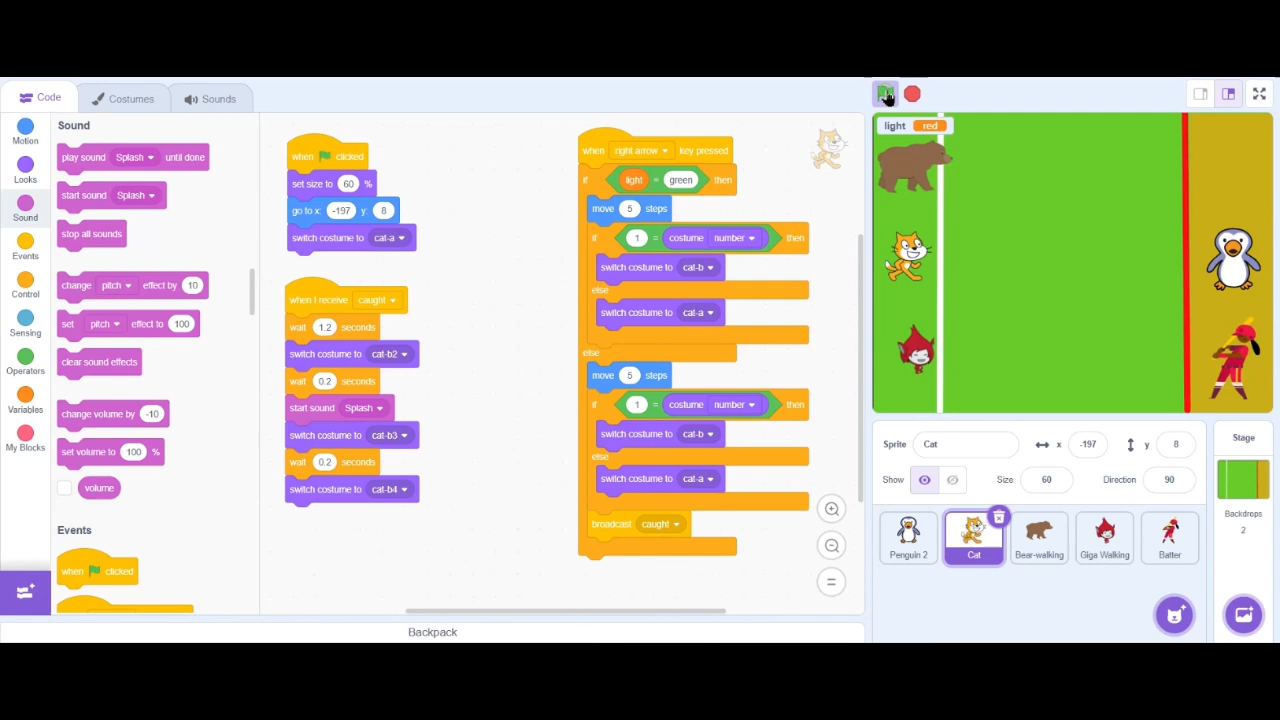 Code
Costumes
Sounds
Motion
Looks
Sound
Events
Control
Sensing
Operators
Variables
My Blocks
Sound
play sound Splash until done
start sound Splash
stop all sounds
change pitch effect by 10
set pitch effect to 100
clear sound effects
change volume by -10
set volume to 100 %
volume
Events
when clicked
when clicked
set size to 60 %
go to x: -197 y: 8
switch costume to cat-a
when I receive caught
wait 1.2 seconds
switch costume to cat-b2
wait 0.2 seconds
start sound Splash
switch costume to cat-b3
wait 0.2 seconds
switch costume to cat-b4
when right arrow key pressed
if light = green then
move 5 steps
if 1 = costume number then
switch costume to cat-b
else
switch costume to cat-a
else
move 5 steps
if 1 = costume number then
switch costume to cat-b
else
switch costume to cat-a
broadcast caught
Backpack
light red
Sprite Cat x -197 y 8
Show Size 60 Direction 90
Penguin 2
Cat
Bear-walking
Giga Walking
Batter
Stage
Backdrops
2